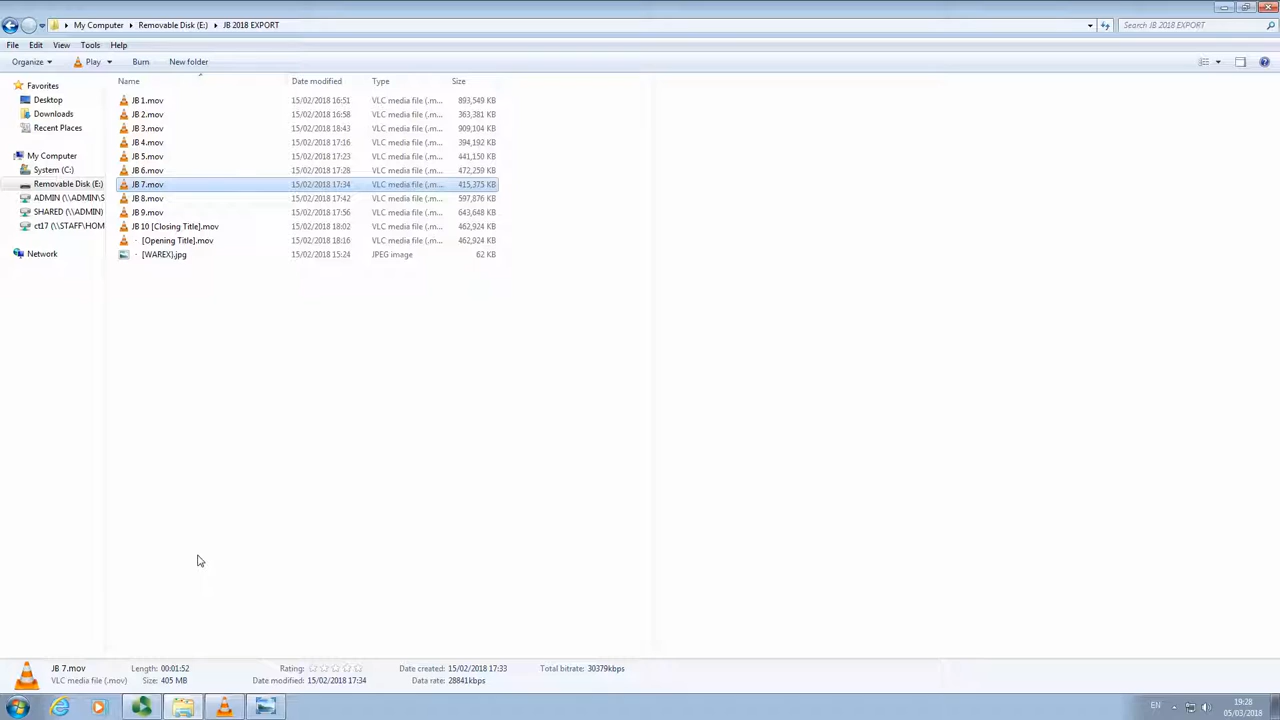 My Computer ▸ Removable Disk (E:) ▸ JB 2018 EXPORT
Search JB 2018 EXPORT
File Edit View Tools Help
Organize Play Burn New folder
Name Date modified Type Size
Favorites
Desktop
Downloads
Recent Places
My Computer
System (C:)
Removable Disk (E:)
ADMIN (\\ADMIN\S
SHARED (\\ADMIN)
ct17 (\\STAFF\HOM
Network
JB 1.mov 15/02/2018 16:51 VLC media file (.m... 893,549 KB
JB 2.mov 15/02/2018 16:58 VLC media file (.m... 363,381 KB
JB 3.mov 15/02/2018 18:43 VLC media file (.m... 909,104 KB
JB 4.mov 15/02/2018 17:16 VLC media file (.m... 394,192 KB
JB 5.mov 15/02/2018 17:23 VLC media file (.m... 441,150 KB
JB 6.mov 15/02/2018 17:28 VLC media file (.m... 472,259 KB
JB 7.mov 15/02/2018 17:34 VLC media file (.m... 415,375 KB
JB 8.mov 15/02/2018 17:42 VLC media file (.m... 597,876 KB
JB 9.mov 15/02/2018 17:56 VLC media file (.m... 643,648 KB
JB 10 [Closing Title].mov 15/02/2018 18:02 VLC media file (.m... 462,924 KB
- [Opening Title].mov 15/02/2018 18:16 VLC media file (.m... 462,924 KB
- [WAREX].jpg 15/02/2018 15:24 JPEG image 62 KB
JB 7.mov Length: 00:01:52 Rating: Date created: 15/02/2018 17:33 Total bitrate: 30379kbps
VLC media file (.mov) Size: 405 MB Date modified: 15/02/2018 17:34 Data rate: 28841kbps
EN 19:28
05/03/2018